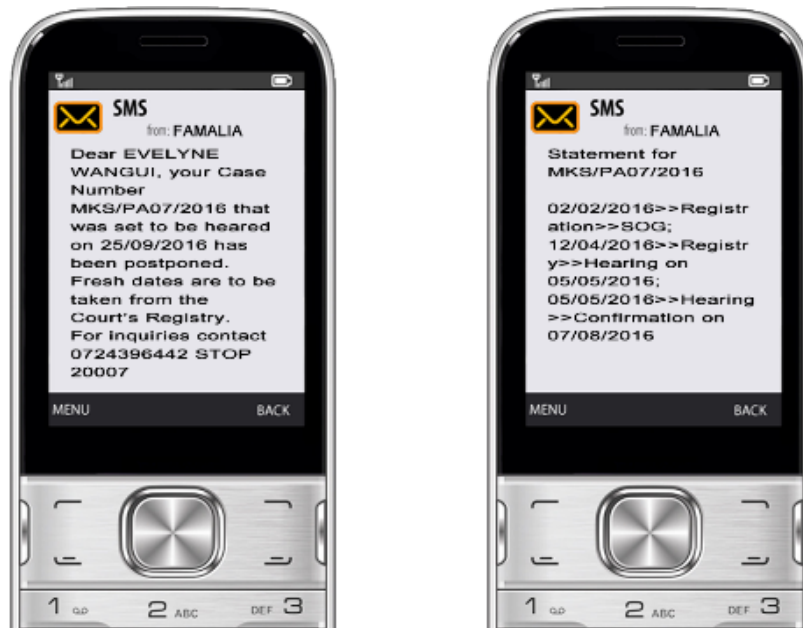 SMS
from: FAMALIA
Dear EVELYNE
WANGUI, your Case
Number
MKS/PA07/2016 that
was set to be heared
on 25/09/2016 has
been postponed.
Fresh dates are to be
taken from the
Court's Registry.
For inquiries contact
0724396442 STOP
20007
MENU BACK
1 2 ABC DEF 3
SMS
from: FAMALIA
Statement for
MKS/PA07/2016
02/02/2016>>Registr
ation>>SOG;
12/04/2016>>Registr
y>>Hearing on
05/05/2016;
05/05/2016>>Hearing
>>Confirmation on
07/08/2016
MENU BACK
1 2 ABC DEF 3